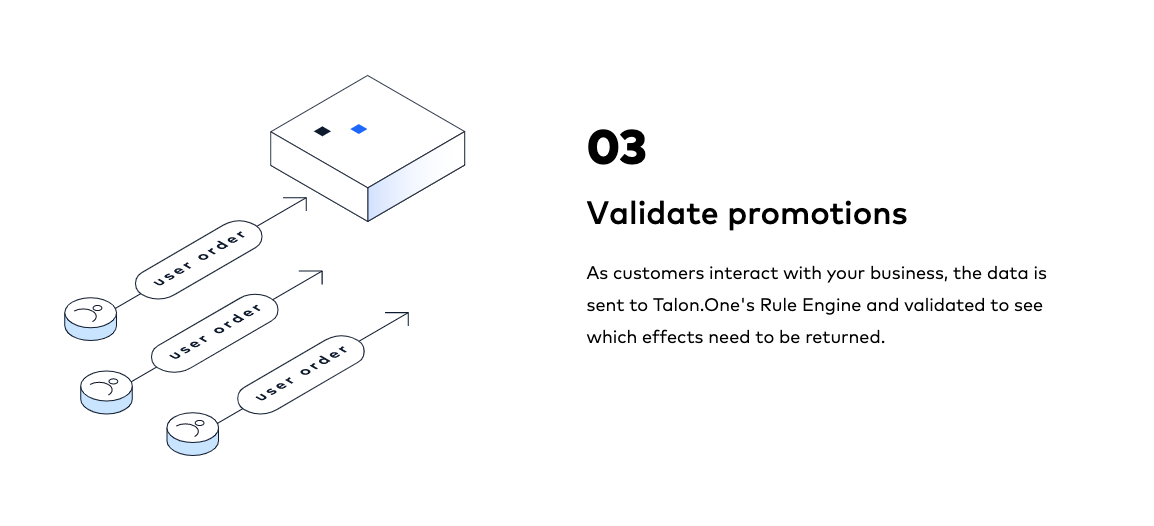 user order
user order
user order
03
Validate promotions
As customers interact with your business, the data is
sent to Talon.One's Rule Engine and validated to see
which effects need to be returned.